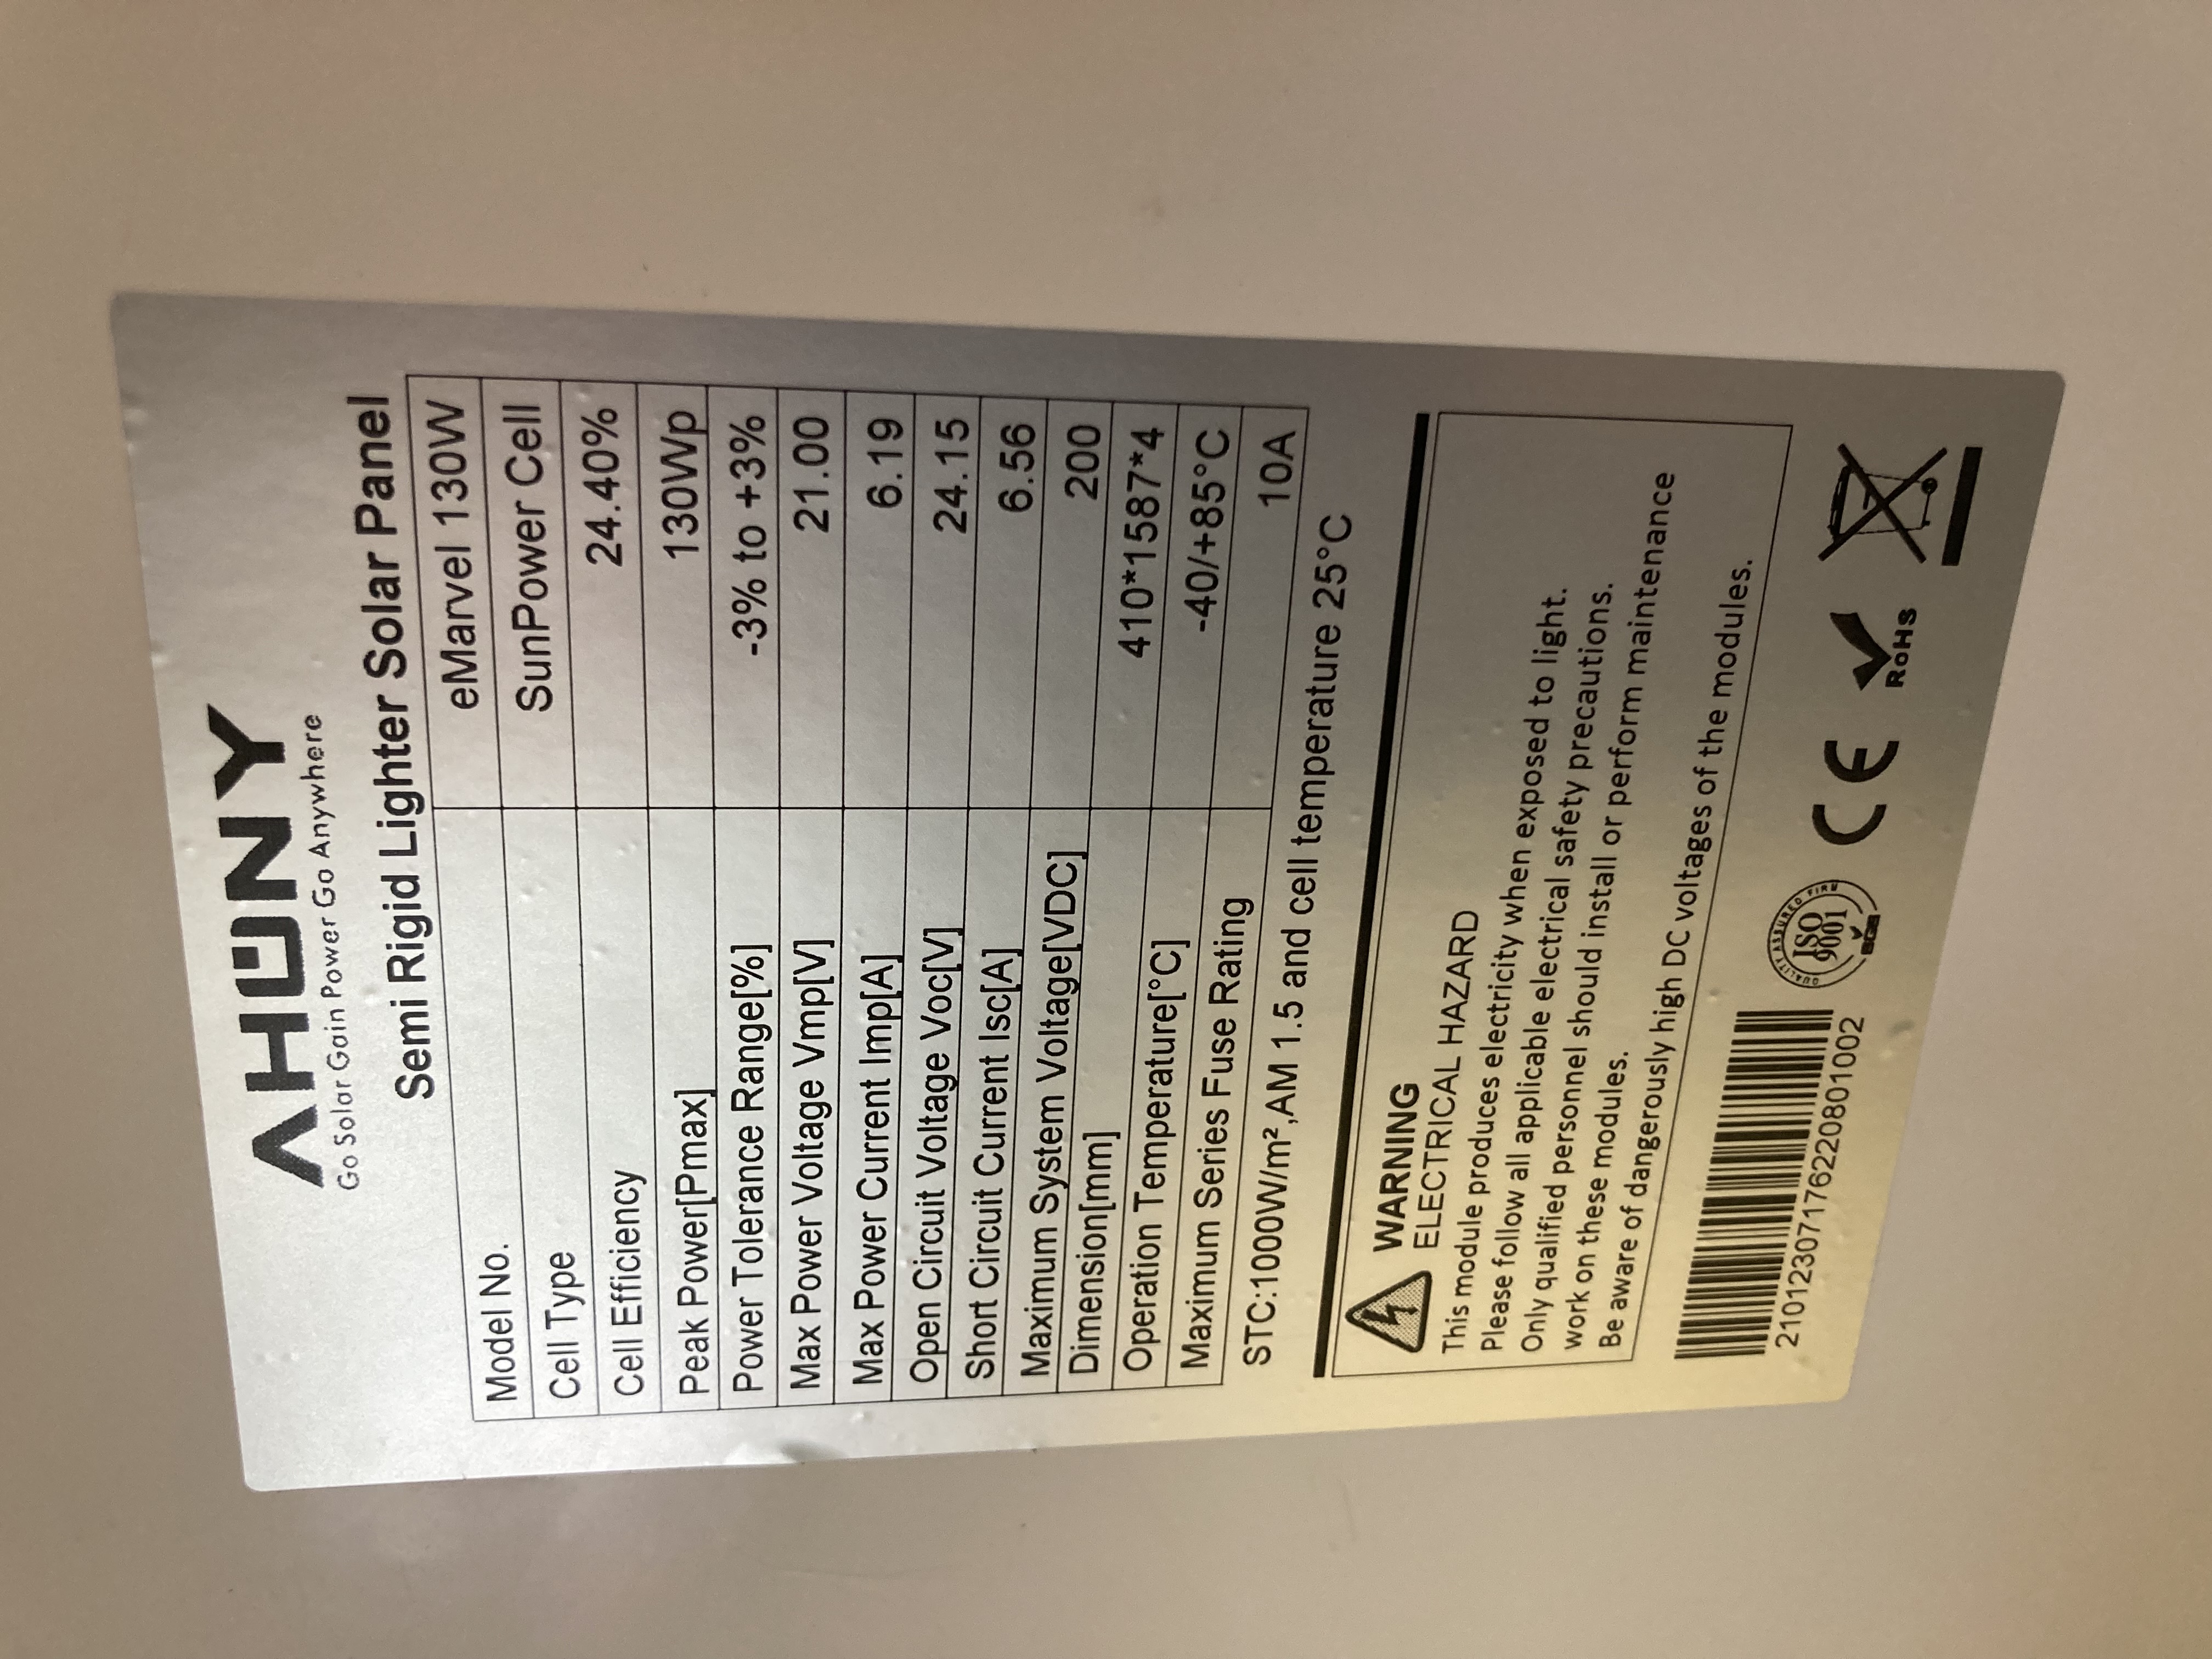 AHONY
Go Solar Gain Power Go Anywhere
Semi Rigid Lighter Solar Panel
Model No. eMarvel 130W
Cell Type SunPower Cell
Cell Efficiency 24.40%
Peak Power[Pmax] 130Wp
Power Tolerance Range[%] -3% to +3%
Max Power Voltage Vmp[V] 21.00
Max Power Current Imp[A] 6.19
Open Circuit Voltage Voc[V] 24.15
Short Circuit Current Isc[A] 6.56
Maximum System Voltage[VDC] 200
Dimension[mm] 410*1587*4
Operation Temperature[°C] -40/+85°C
Maximum Series Fuse Rating 10A
STC:1000W/m²,AM 1.5 and cell temperature 25°C
WARNING
ELECTRICAL HAZARD
This module produces electricity when exposed to light.
Please follow all applicable electrical safety precautions.
Only qualified personnel should install or perform maintenance
work on these modules.
Be aware of dangerously high DC voltages of the modules.
21012307176220801002
QUALITY ASSURED FIRM
ISO
9001
SGS
CE
RoHS